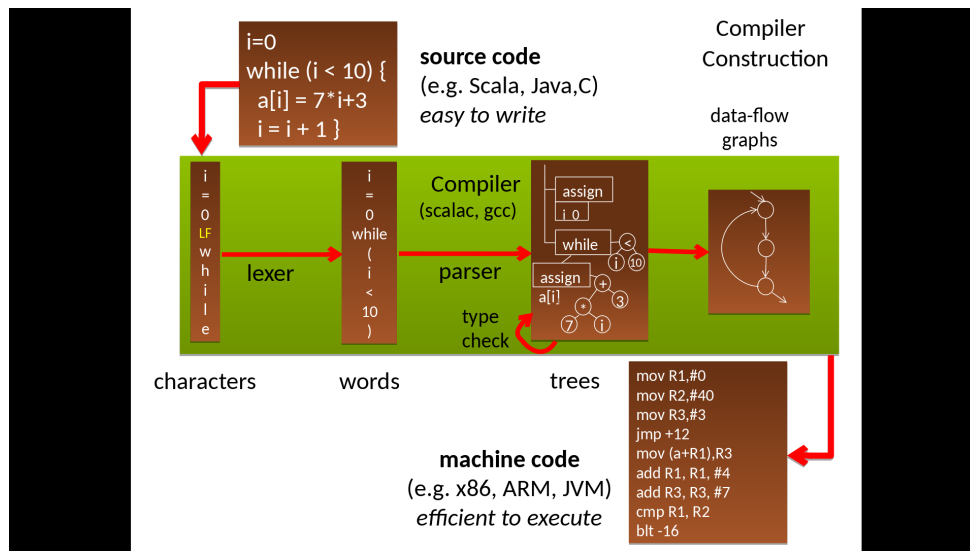 i=0
while (i < 10) {
a[i] = 7*i+3
i = i + 1 }
source code
(e.g. Scala, Java,C)
easy to write
Compiler
Construction
data-flow
graphs
i
=
0
LF
w
h
i
l
e
lexer
i
=
0
while
(
i
<
10
)
Compiler
(scalac, gcc)
parser
type
check
assign
i 0
while
<
i
10
assign
a[i]
+
3
*
7
i
characters
words
trees
machine code
(e.g. x86, ARM, JVM)
efficient to execute
mov R1,#0
mov R2,#40
mov R3,#3
jmp +12
mov (a+R1),R3
add R1, R1, #4
add R3, R3, #7
cmp R1, R2
blt -16